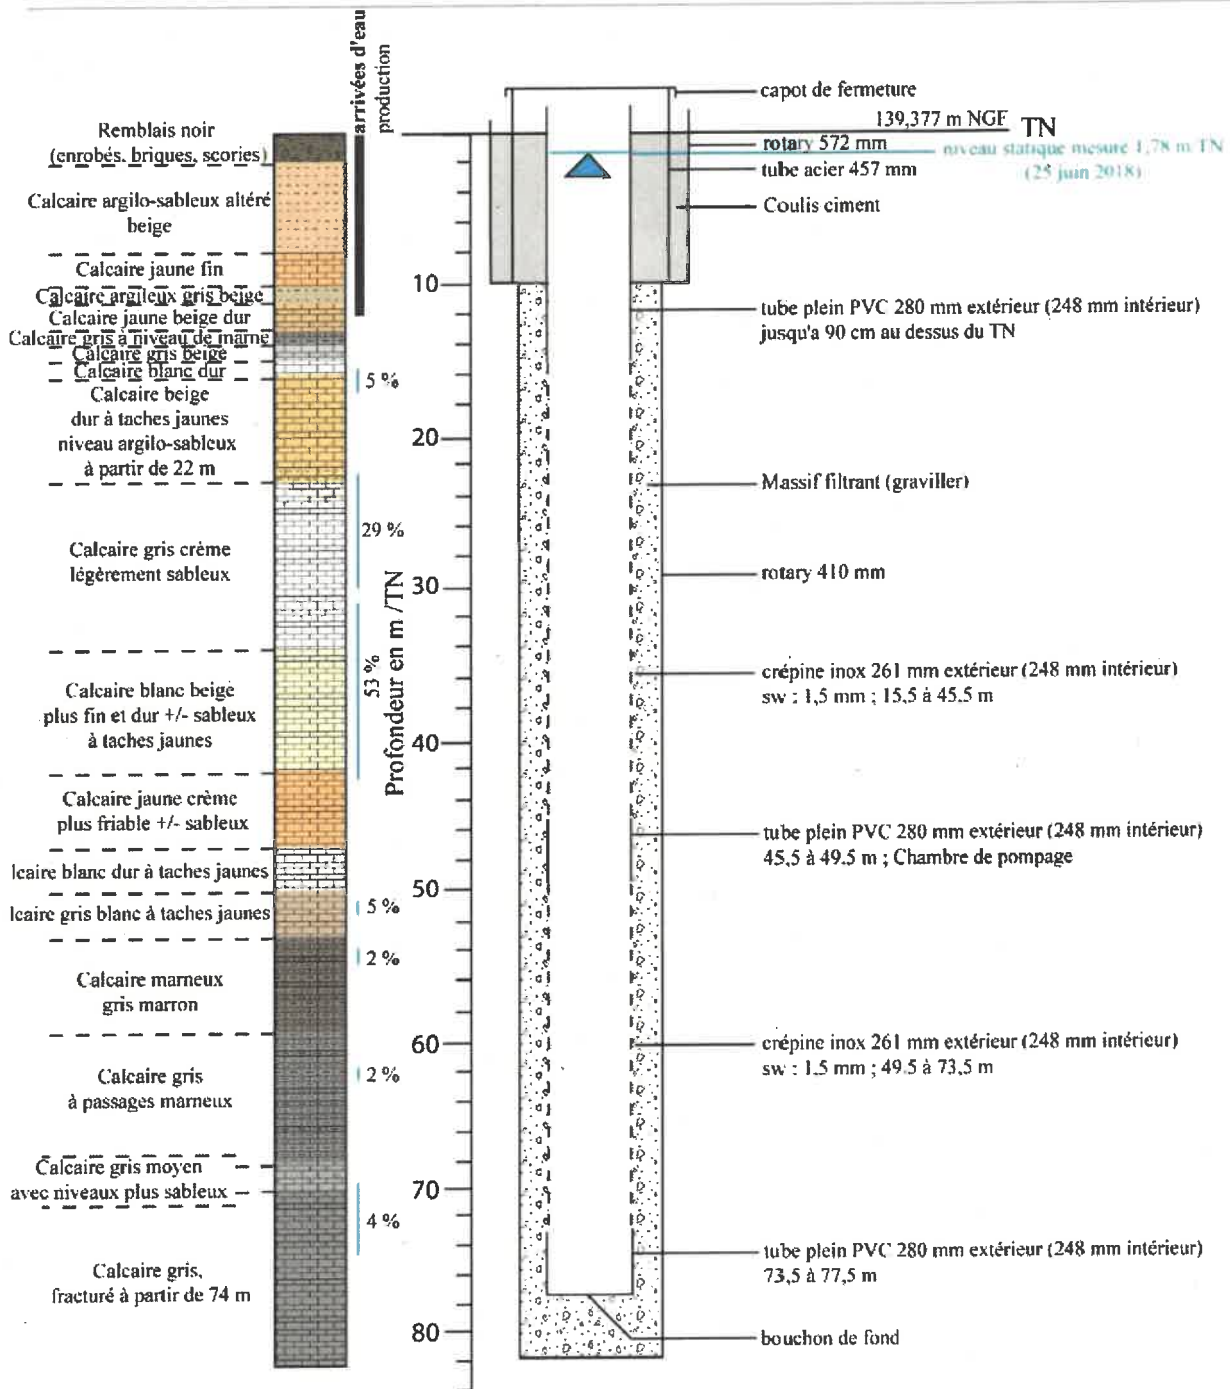 arrivées d'eau
production
Remblais noir
(enrobés, briques, scories)
Calcaire argilo-sableux altéré
beige
Calcaire jaune fin
Calcaire argileux gris beige
Calcaire jaune beige dur
Calcaire gris à niveau de marne
Calcaire gris beige
Calcaire blanc dur
Calcaire beige
dur à taches jaunes
niveau argilo-sableux
à partir de 22 m
Calcaire gris crème
légèrement sableux
Calcaire blanc beige
plus fin et dur +/- sableux
à taches jaunes
Calcaire jaune crème
plus friable +/- sableux
lcaire blanc dur à taches jaunes
lcaire gris blanc à taches jaunes
Calcaire marneux
gris marron
Calcaire gris
à passages marneux
Calcaire gris moyen
avec niveaux plus sableux
Calcaire gris,
fracturé à partir de 74 m
5 %
29 %
53 %
5 %
2 %
2 %
4 %
Profondeur en m /TN
10
20
30
40
50
60
70
80
capot de fermeture
139,377 m NGF TN
rotary 572 mm
niveau statique mesure 1,78 m TN
(25 juin 2018)
tube acier 457 mm
Coulis ciment
tube plein PVC 280 mm extérieur (248 mm intérieur)
jusqu'a 90 cm au dessus du TN
Massif filtrant (graviller)
rotary 410 mm
crépine inox 261 mm extérieur (248 mm intérieur)
sw : 1,5 mm ; 15,5 à 45,5 m
tube plein PVC 280 mm extérieur (248 mm intérieur)
45,5 à 49,5 m ; Chambre de pompage
crépine inox 261 mm extérieur (248 mm intérieur)
sw : 1,5 mm ; 49,5 à 73,5 m
tube plein PVC 280 mm extérieur (248 mm intérieur)
73,5 à 77,5 m
bouchon de fond